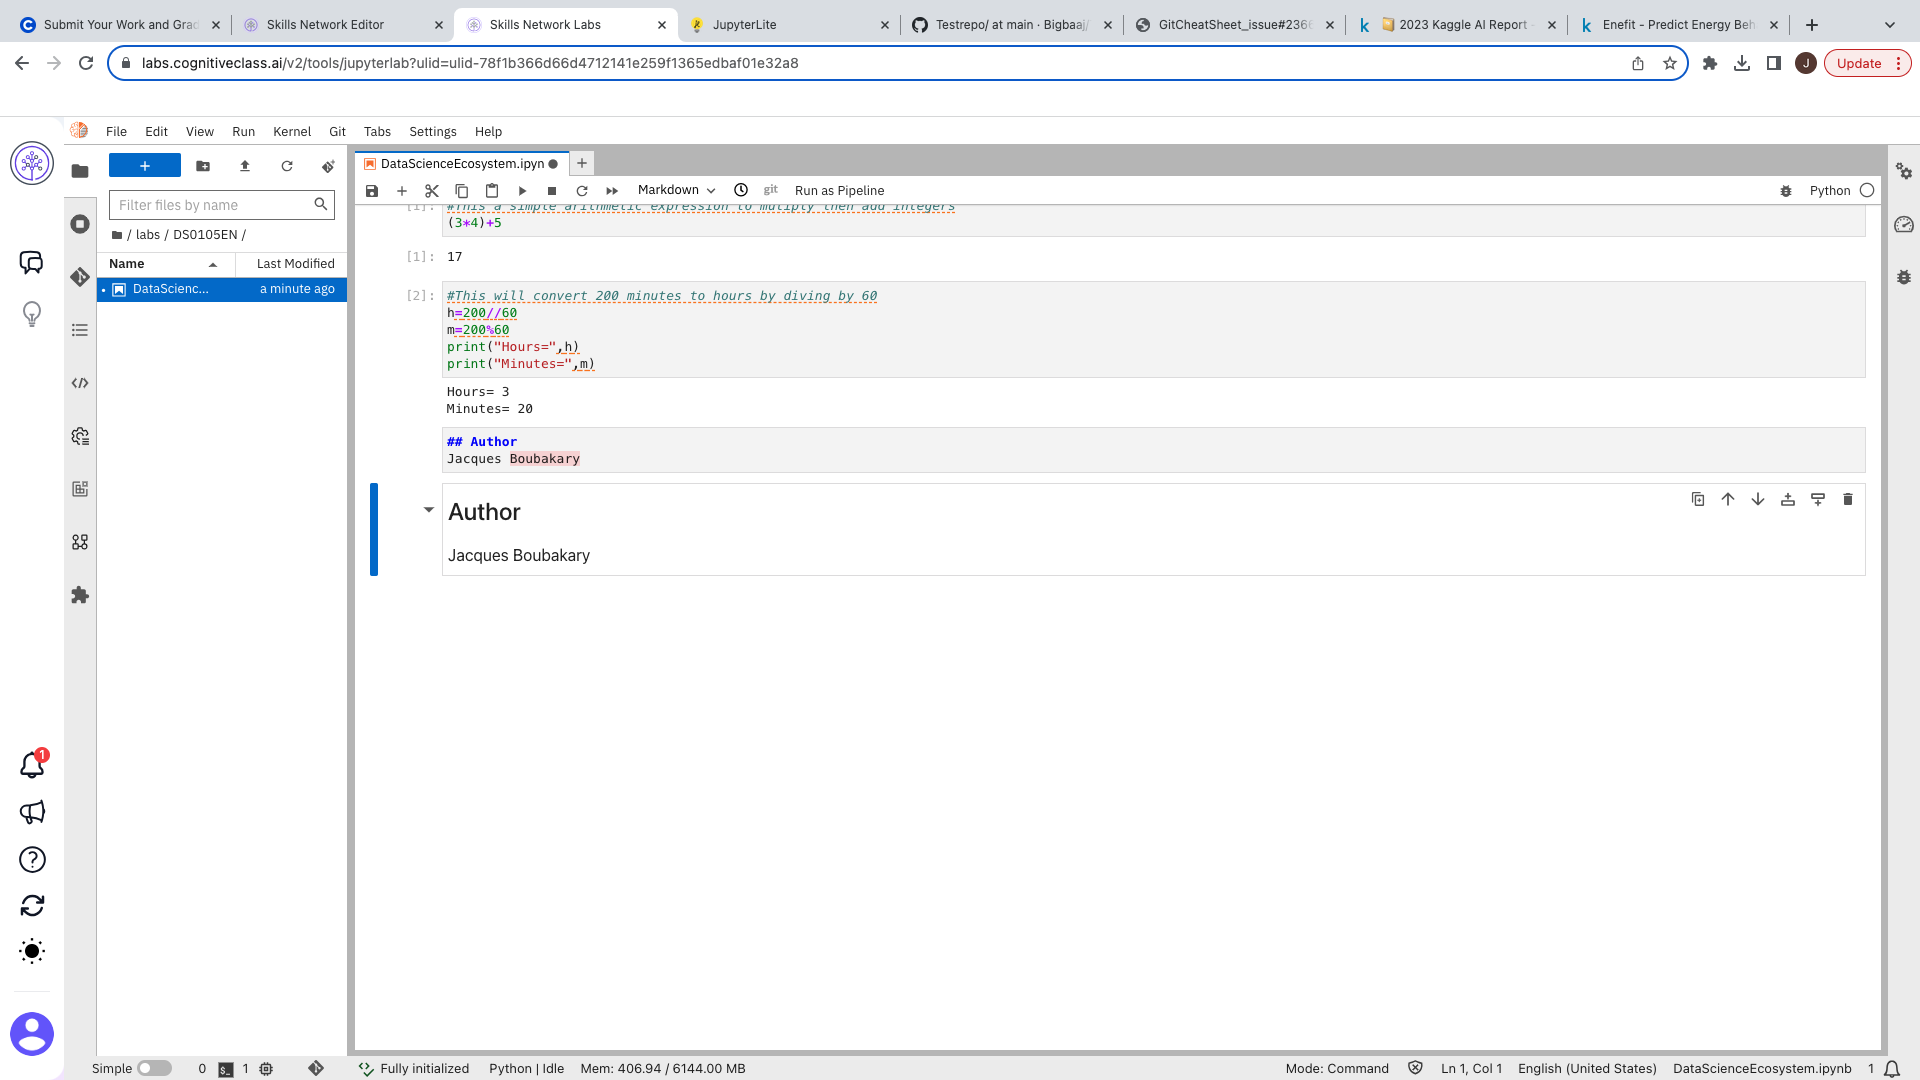 Submit Your Work and Grad
Skills Network Editor
Skills Network Labs
JupyterLite
Testrepo/ at main · Bigbaaj/
GitCheatSheet_issue#236
2023 Kaggle AI Report -
Enefit - Predict Energy Beh
labs.cognitiveclass.ai/v2/tools/jupyterlab?ulid=ulid-78f1b366d66d4712141e259f1365edbaf01e32a8
J
Update
File Edit View Run Kernel Git Tabs Settings Help
DataScienceEcosystem.ipyn
Filter files by name
Markdown
git
Run as Pipeline
Python
/ labs / DS0105EN /
Name
Last Modified
DataScienc...
a minute ago
[1]:
#This a simple arithmetic expression to mutiply then add integers
(3*4)+5
[1]: 17
[2]:
#This will convert 200 minutes to hours by diving by 60
h=200//60
m=200%60
print("Hours=",h)
print("Minutes=",m)
Hours= 3
Minutes= 20
## Author
Jacques Boubakary
Author
Jacques Boubakary
1
Simple
0
$_
1
Fully initialized
Python | Idle
Mem: 406.94 / 6144.00 MB
Mode: Command
Ln 1, Col 1
English (United States)
DataScienceEcosystem.ipynb
1